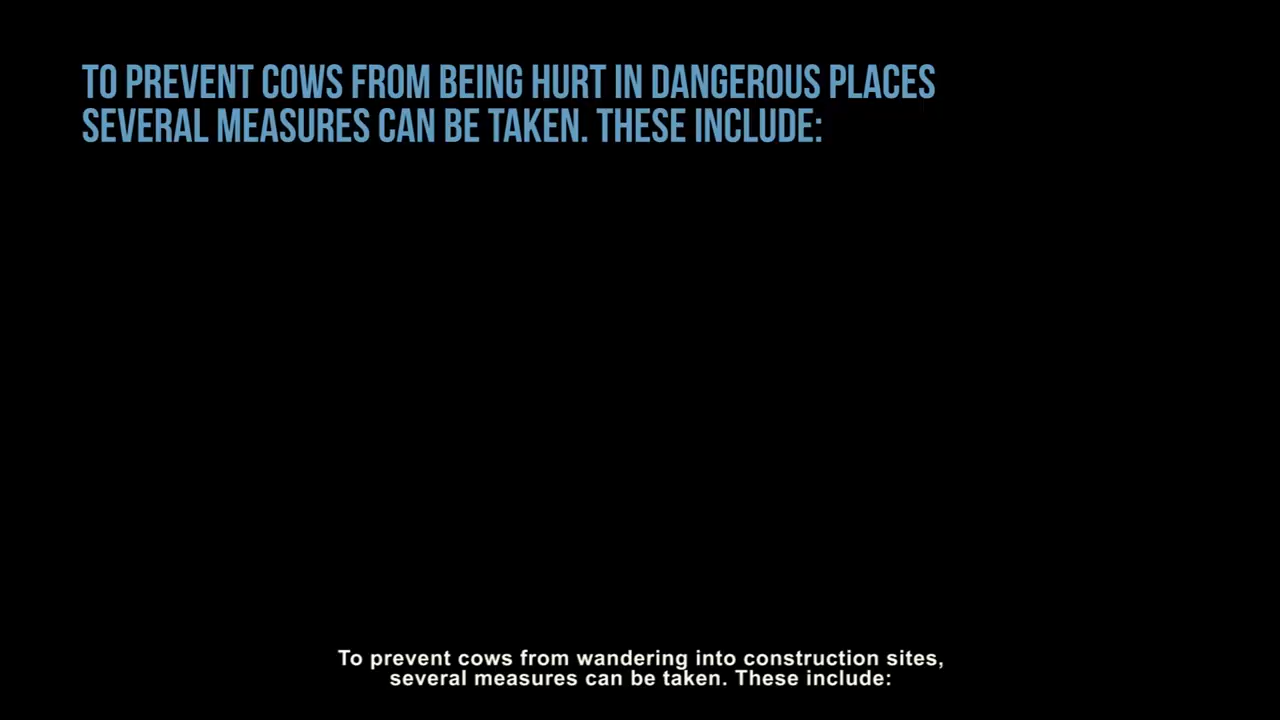 TO PREVENT COWS FROM BEING HURT IN DANGEROUS PLACES
SEVERAL MEASURES CAN BE TAKEN. THESE INCLUDE:
To prevent cows from wandering into construction sites,
several measures can be taken. These include: